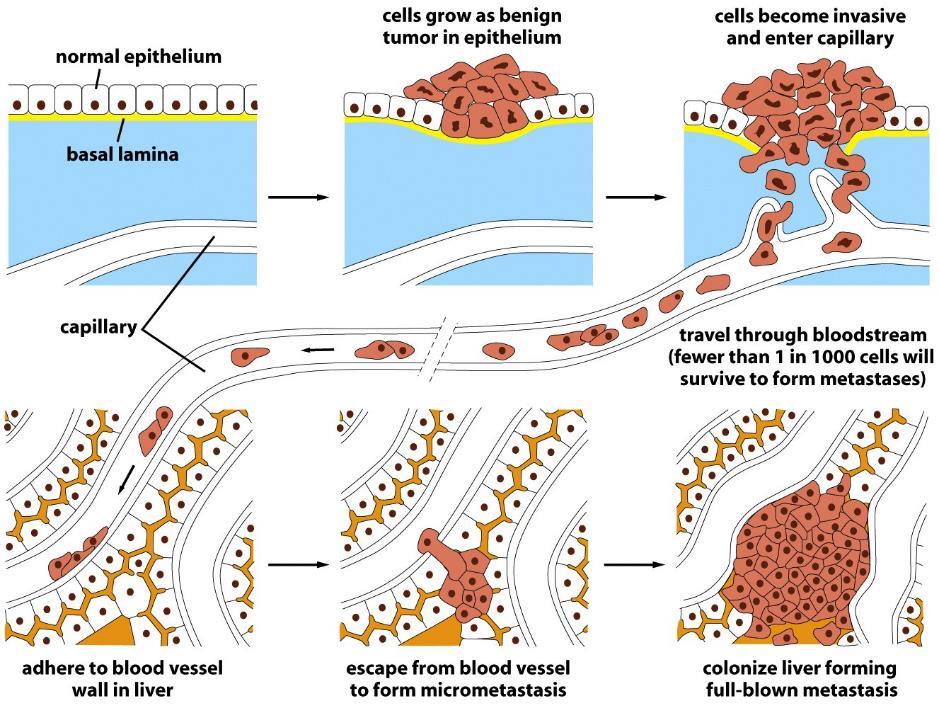 cells grow as benign
tumor in epithelium
cells become invasive
and enter capillary
normal epithelium
basal lamina
capillary
travel through bloodstream
(fewer than 1 in 1000 cells will
survive to form metastases)
adhere to blood vessel
wall in liver
escape from blood vessel
to form micrometastasis
colonize liver forming
full-blown metastasis